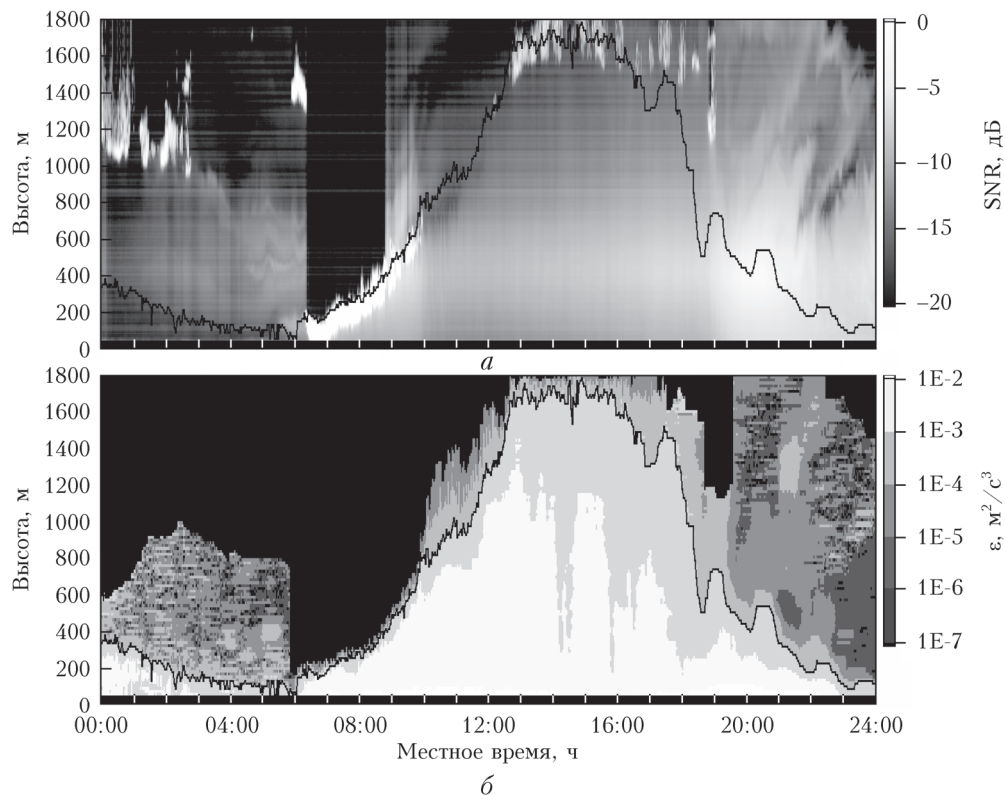 1800
1600
1400
1200
1000
800
600
400
200
0
Высота, м
0
–5
–10
–15
–20
SNR, дБ
а
1800
1600
1400
1200
1000
800
600
400
200
0
Высота, м
1E-2
1E-3
1E-4
1E-5
1E-6
1E-7
ε, м²/с³
00:00 04:00 08:00 12:00 16:00 20:00 24:00
Местное время, ч
б